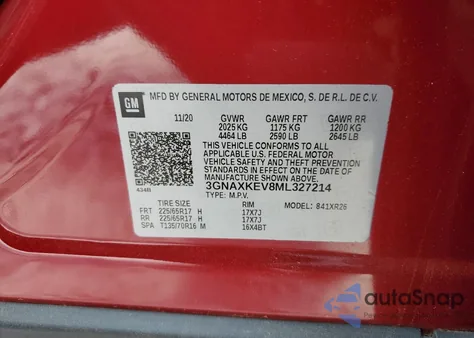 GM
MFD BY GENERAL MOTORS DE MEXICO, S. DE R.L. DE C.V.
11/20 GVWR GAWR FRT GAWR RR
2025 KG 1175 KG 1200 KG
4464 LB 2590 LB 2645 LB
THIS VEHICLE CONFORMS TO ALL APPLICABLE
U.S. FEDERAL MOTOR VEHICLE
SAFETY AND THEFT PREVENTION STANDARDS
IN EFFECT ON THE DATE OF MANUFACTURE SHOWN ABOVE.
3GNAXKEV8ML327214
434B TYPE: M.P.V.
TIRE SIZE RIM MODEL: 841XR26
FRT 225/65R17 H 17X7J
RR 225/65R17 H 17X7J
SPA T135/70R16 M 16X4BT
autoSnap